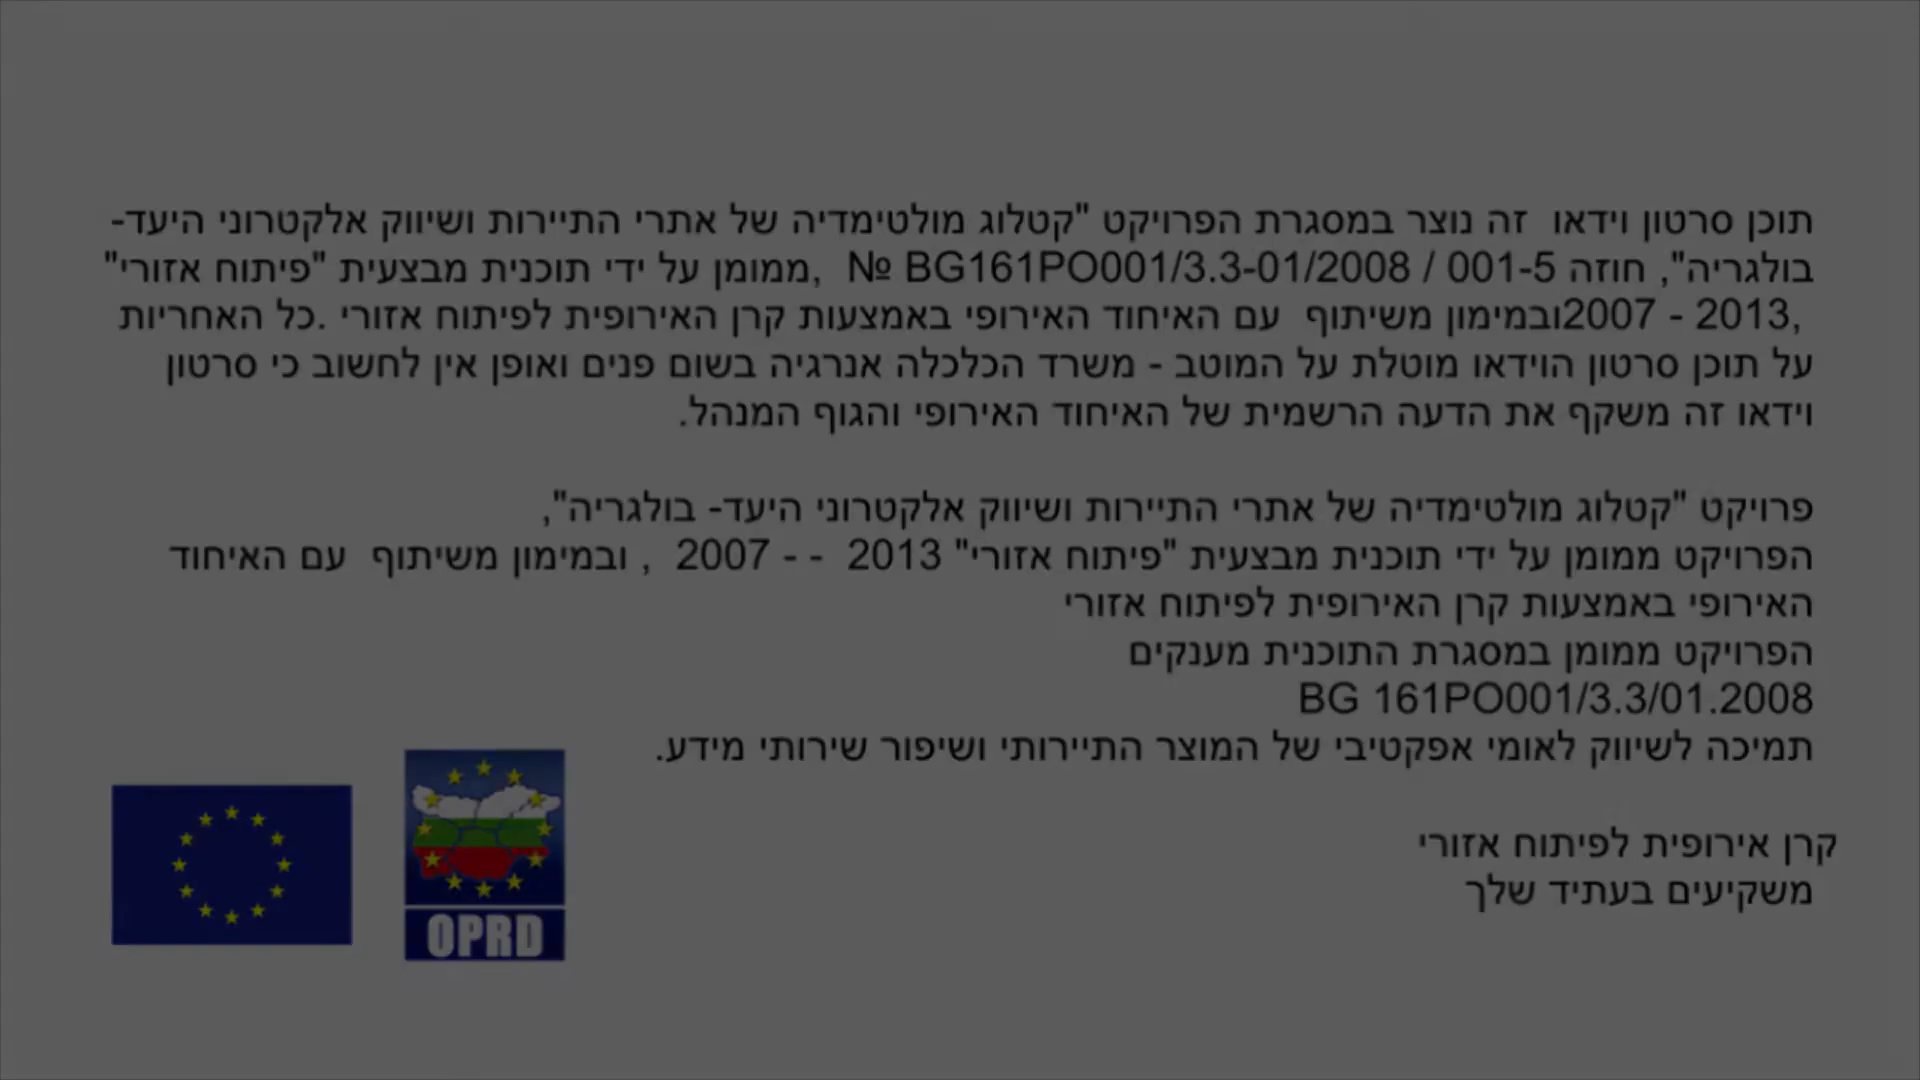 תוכן סרטון וידאו  זה נוצר במסגרת הפרויקט "קטלוג מולטימדיה של אתרי התיירות ושיווק אלקטרוני היעד-
בולגריה", חוזה № BG161PO001/3.3-01/2008 / 001-5  ,ממומן על ידי תוכנית מבצעית "פיתוח אזורי"
,2007 - 2013,ובמימון משיתוף  עם האיחוד האירופי באמצעות קרן האירופית לפיתוח אזורי .כל האחריות
על תוכן סרטון הוידאו מוטלת על המוטב - משרד הכלכלה אנרגיה בשום פנים ואופן אין לחשוב כי סרטון
וידאו זה משקף את הדעה הרשמית של האיחוד האירופי והגוף המנהל.
פרויקט "קטלוג מולטימדיה של אתרי התיירות ושיווק אלקטרוני היעד- בולגריה",
הפרויקט ממומן על ידי תוכנית מבצעית "פיתוח אזורי" 2013  - - 2007  , ובמימון משיתוף  עם האיחוד
האירופי באמצעות קרן האירופית לפיתוח אזורי
הפרויקט ממומן במסגרת התוכנית מענקים
BG 161PO001/3.3/01.2008
תמיכה לשיווק לאומי אפקטיבי של המוצר התיירותי ושיפור שירותי מידע.
קרן אירופית לפיתוח אזורי
משקיעים בעתיד שלך
OPRD